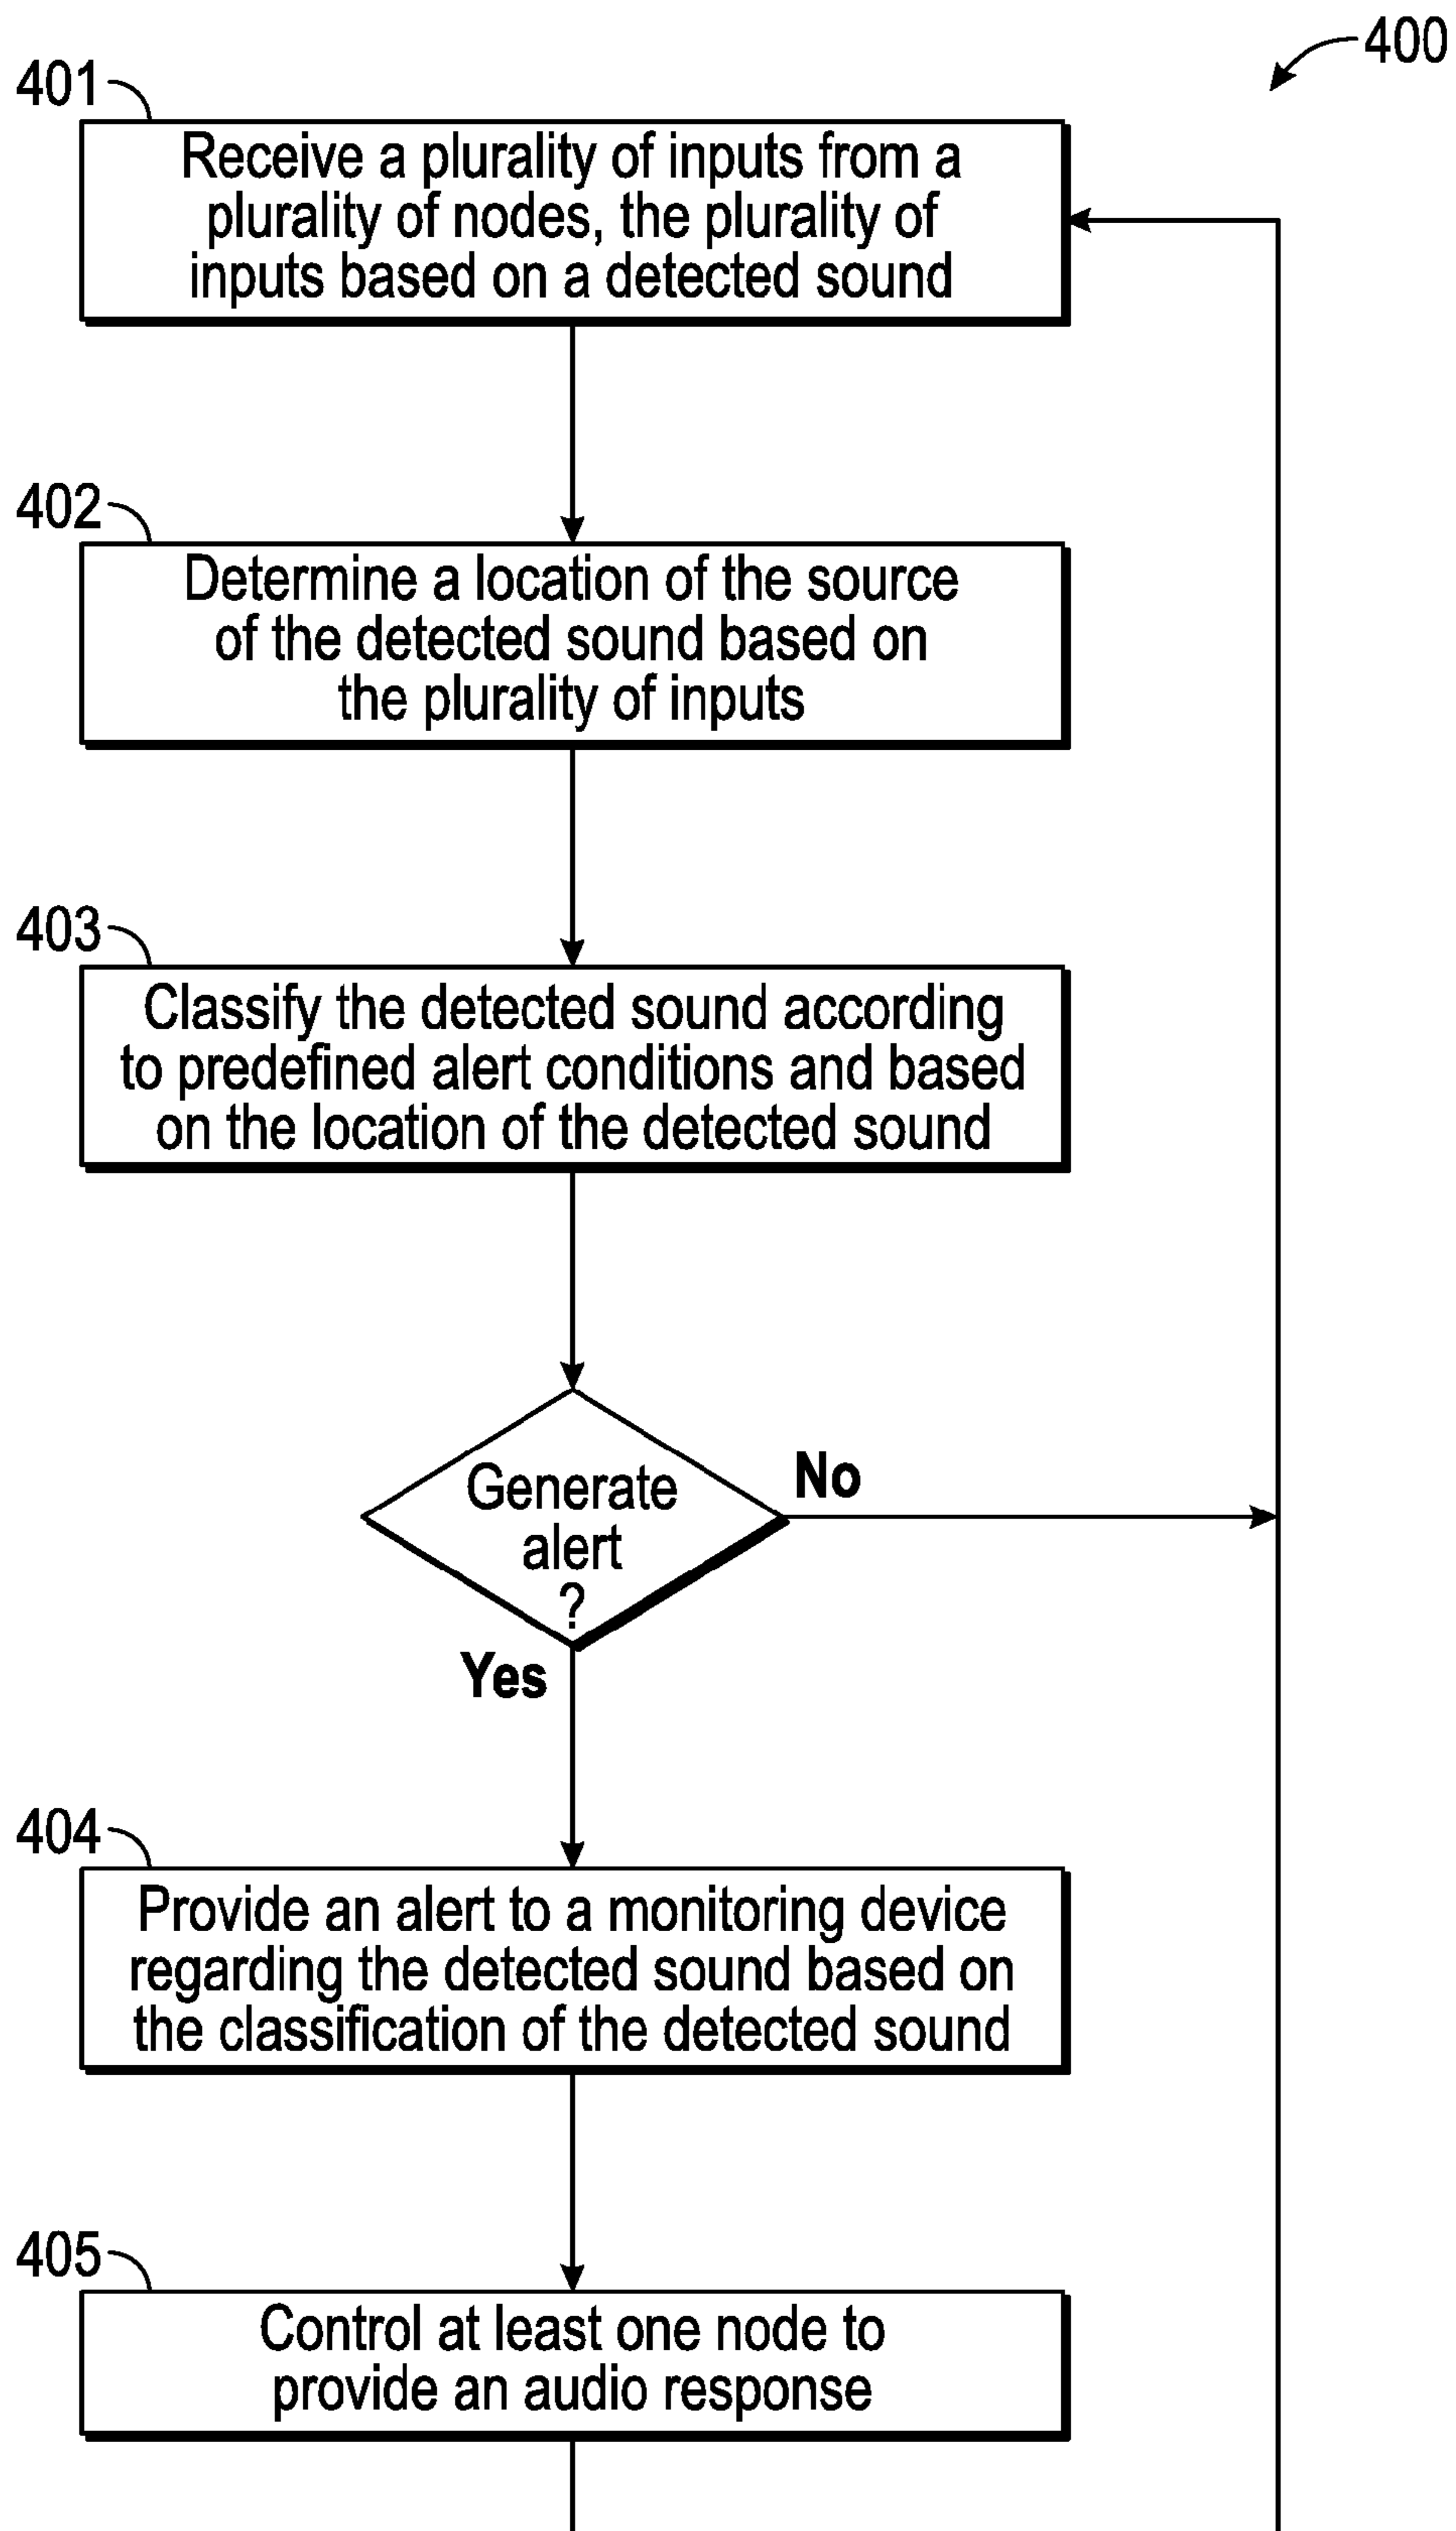 400
401
Receive a plurality of inputs from a
plurality of nodes, the plurality of
inputs based on a detected sound
402
Determine a location of the source
of the detected sound based on
the plurality of inputs
403
Classify the detected sound according
to predefined alert conditions and based
on the location of the detected sound
Generate
alert
?
No
Yes
404
Provide an alert to a monitoring device
regarding the detected sound based on
the classification of the detected sound
405
Control at least one node to
provide an audio response